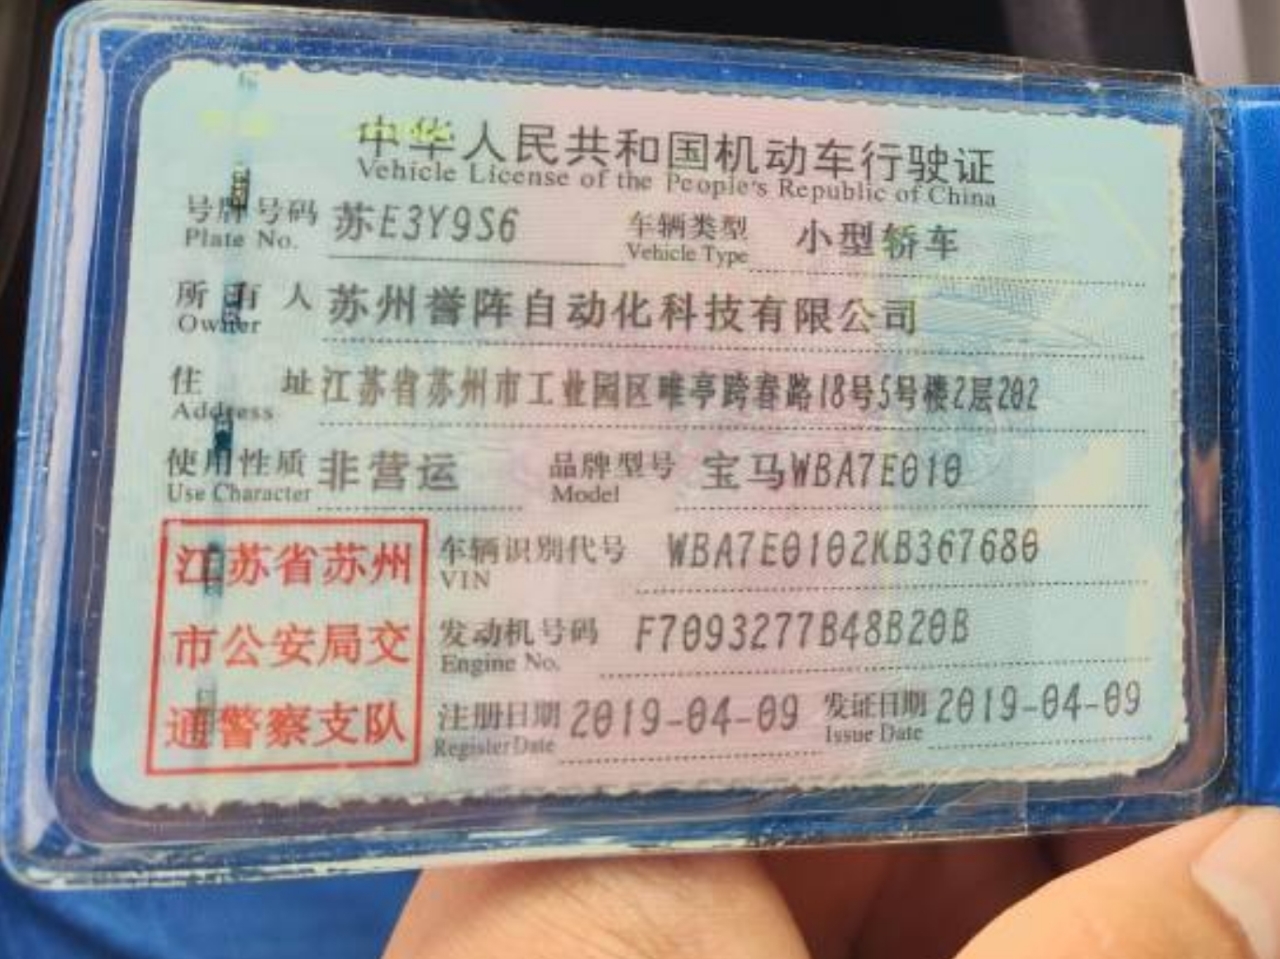 中华人民共和国机动车行驶证
Vehicle License of the People's Republic of China
号牌号码 苏E3Y9S6 车辆类型 小型轿车
Plate No. Vehicle Type
所有人 苏州誉阵自动化科技有限公司
Owner
住址 江苏省苏州市工业园区唯亭跨春路18号5号楼2层202
Address
使用性质 非营运 品牌型号 宝马WBA7E010
Use Character Model
江苏省苏州
市公安局交
通警察支队
车辆识别代号 WBA7E0102KB367680
VIN
发动机号码 F7093277B48B20B
Engine No.
注册日期 2019-04-09 发证日期 2019-04-09
Register Date Issue Date